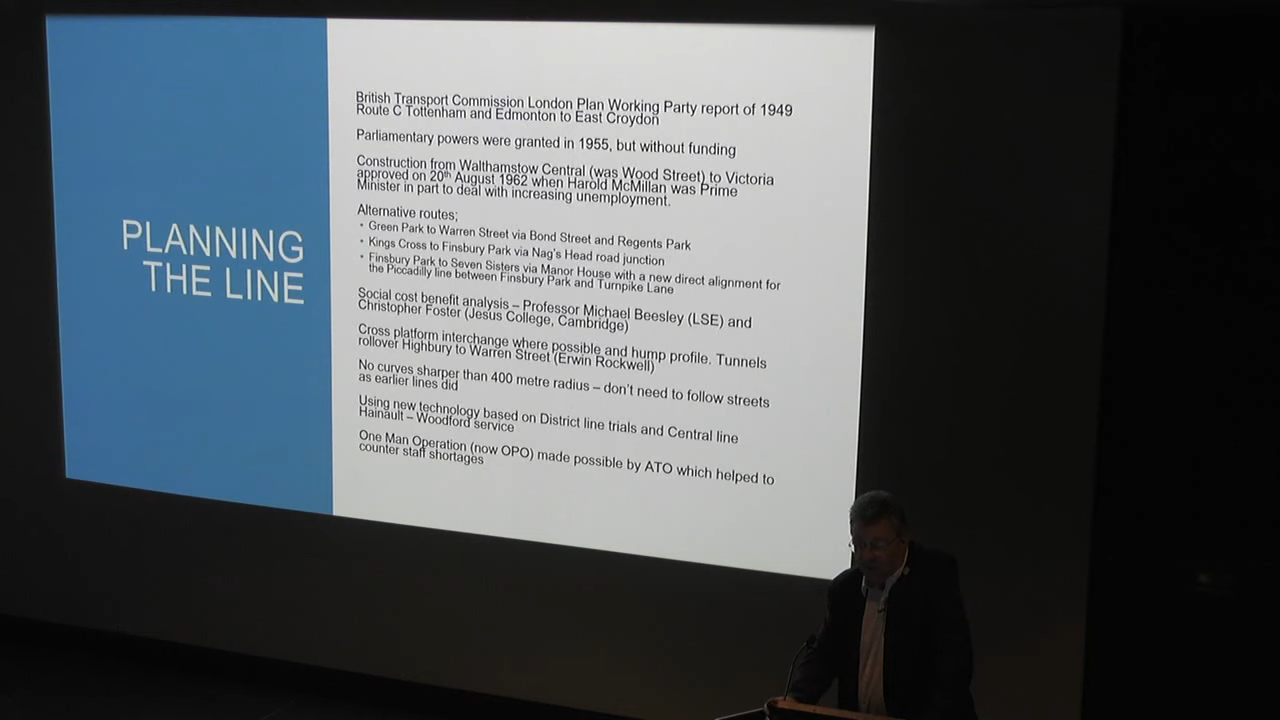 PLANNING
THE LINE
British Transport Commission London Plan Working Party report of 1949
Route C Tottenham and Edmonton to East Croydon
Parliamentary powers were granted in 1955, but without funding
Construction from Walthamstow Central (was Wood Street) to Victoria
approved on 20th August 1962 when Harold McMillan was Prime
Minister in part to deal with increasing unemployment.
Alternative routes;
• Green Park to Warren Street via Bond Street and Regents Park
• Kings Cross to Finsbury Park via Nag's Head road junction
• Finsbury Park to Seven Sisters via Manor House with a new direct alignment for
the Piccadilly line between Finsbury Park and Turnpike Lane
Social cost benefit analysis – Professor Michael Beesley (LSE) and
Christopher Foster (Jesus College, Cambridge)
Cross platform interchange where possible and hump profile. Tunnels
rollover Highbury to Warren Street (Erwin Rockwell)
No curves sharper than 400 metre radius – don't need to follow streets
as earlier lines did
Using new technology based on District line trials and Central line
Hainault – Woodford service
One Man Operation (now OPO) made possible by ATO which helped to
counter staff shortages